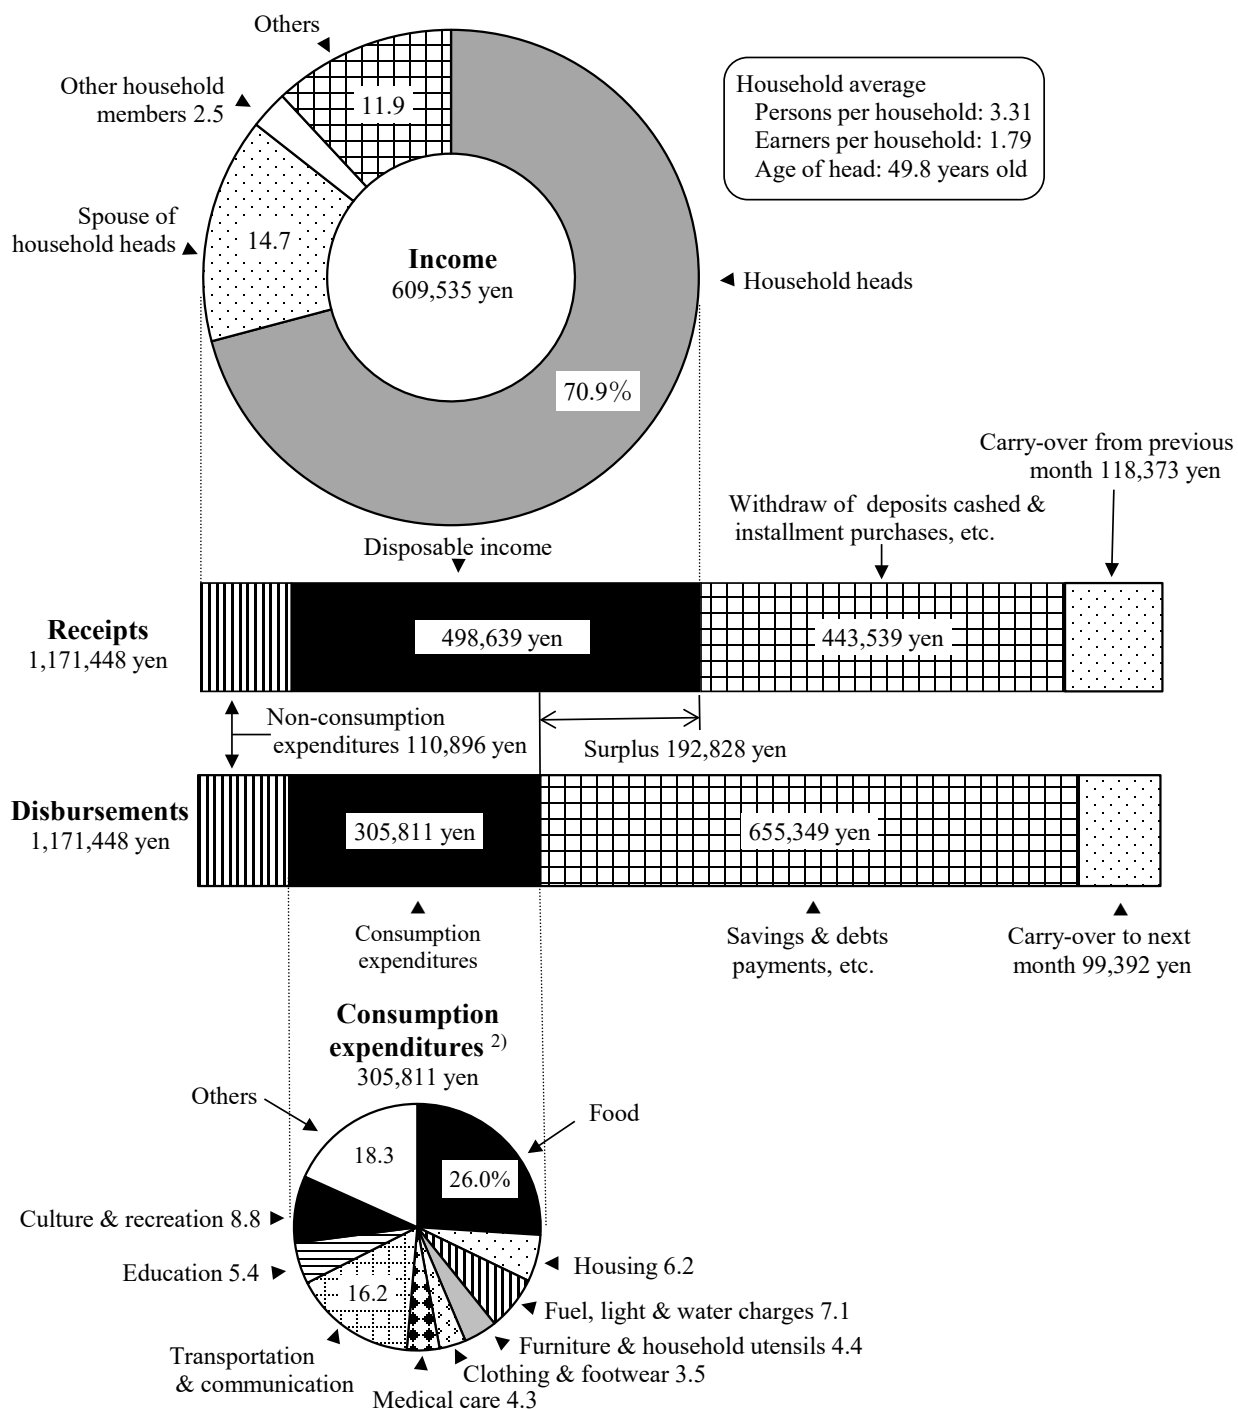 Others
Other household
members 2.5
11.9
Household average
Persons per household: 3.31
Earners per household: 1.79
Age of head: 49.8 years old
Spouse of
household heads
14.7
Income
609,535 yen
Household heads
70.9%
Carry-over from previous
month 118,373 yen
Withdraw of deposits cashed &
installment purchases, etc.
Disposable income
Receipts
1,171,448 yen
498,639 yen
443,539 yen
Non-consumption
expenditures 110,896 yen
Surplus 192,828 yen
Disbursements
1,171,448 yen
305,811 yen
655,349 yen
Consumption
expenditures
Savings & debts
payments, etc.
Carry-over to next
month 99,392 yen
Consumption
expenditures 2)
305,811 yen
Others
Food
18.3
26.0%
Culture & recreation 8.8
Housing 6.2
Education 5.4
16.2
Fuel, light & water charges 7.1
Furniture & household utensils 4.4
Transportation
& communication
Clothing & footwear 3.5
Medical care 4.3